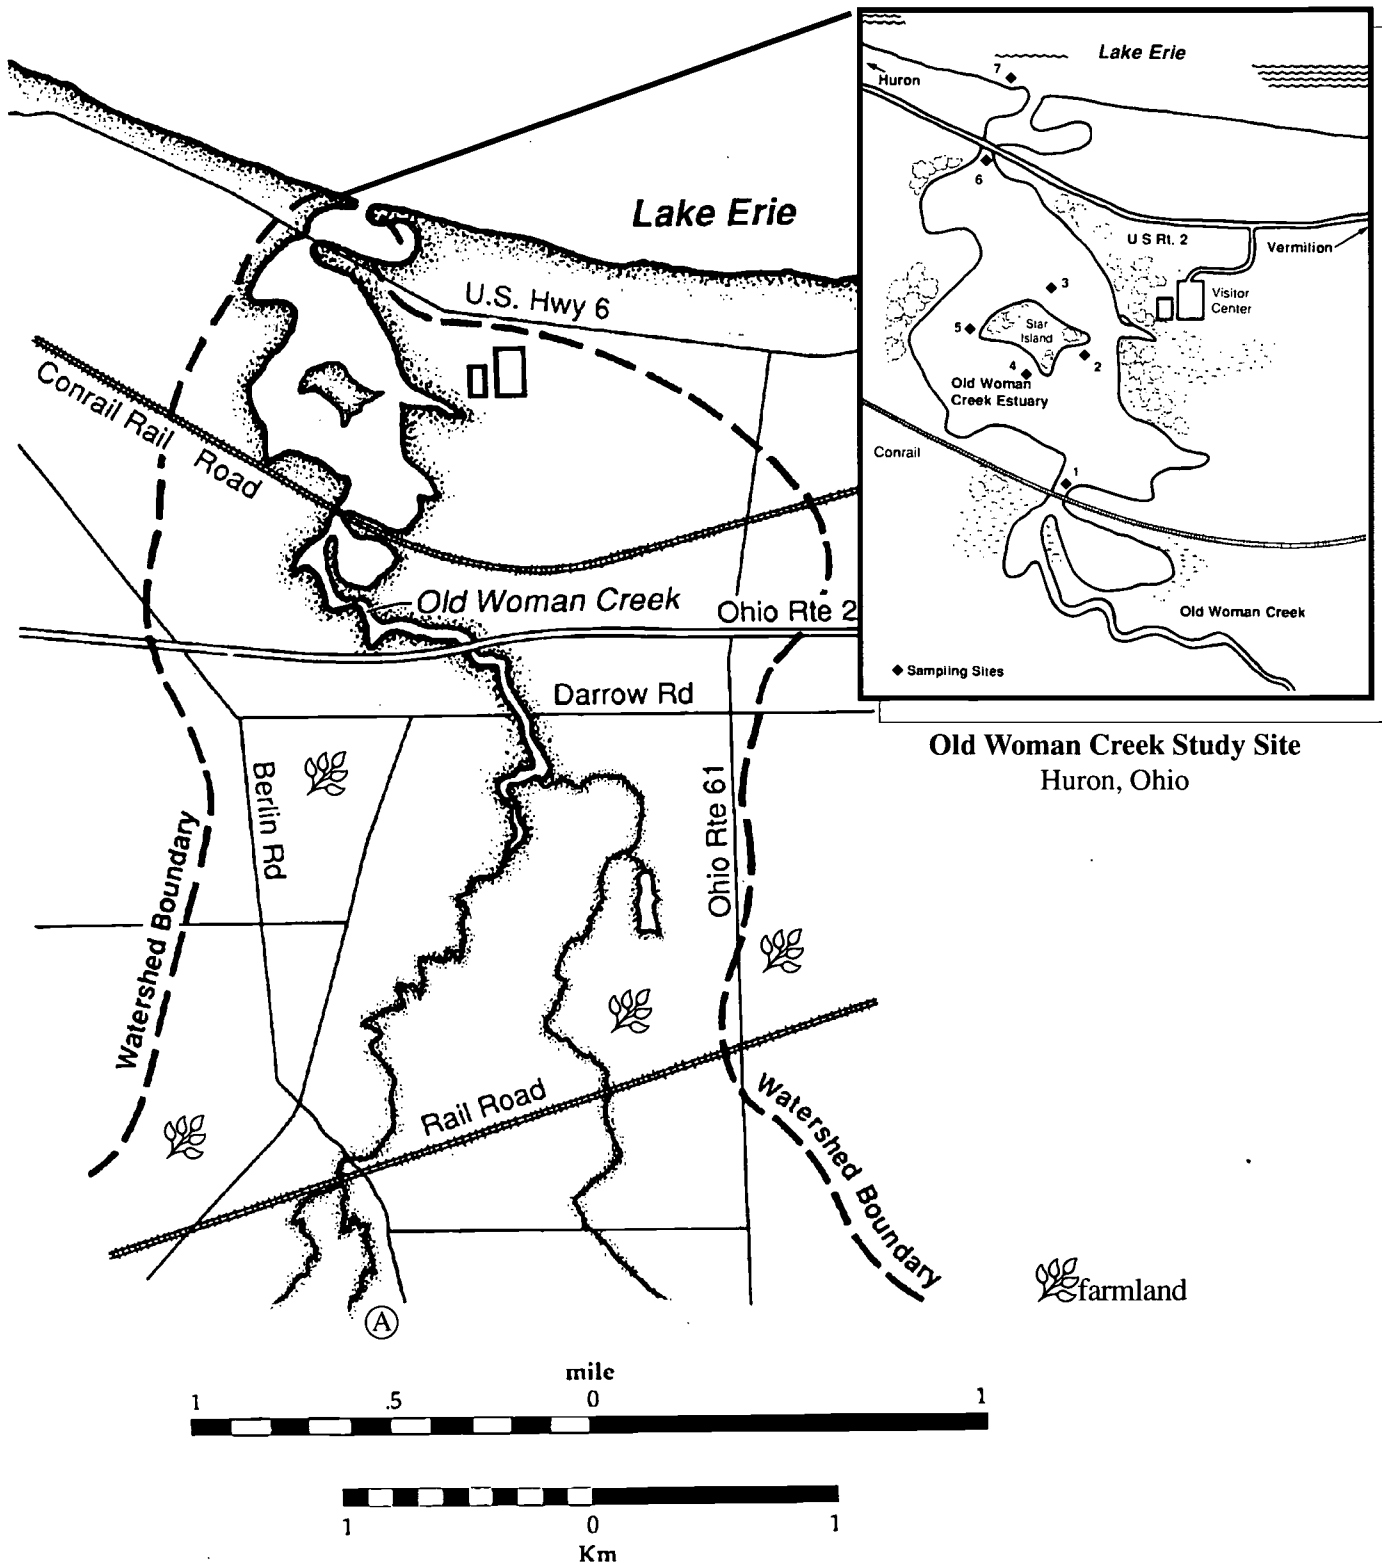 Lake Erie
U.S. Hwy 6
Conrail Rail Road
Old Woman Creek
Ohio Rte 2
Darrow Rd
Berlin Rd
Ohio Rte 61
Watershed Boundary
Rail Road
Watershed Boundary
A
farmland
mile
1 .5 0 1
1 0 1
Km
Lake Erie
7
Huron
6
U S Rt. 2
Vermilion
3
Visitor
Center
5
Star
Island
4
2
Old Woman
Creek Estuary
Conrail
1
Old Woman Creek
Sampling Sites
Old Woman Creek Study Site
Huron, Ohio